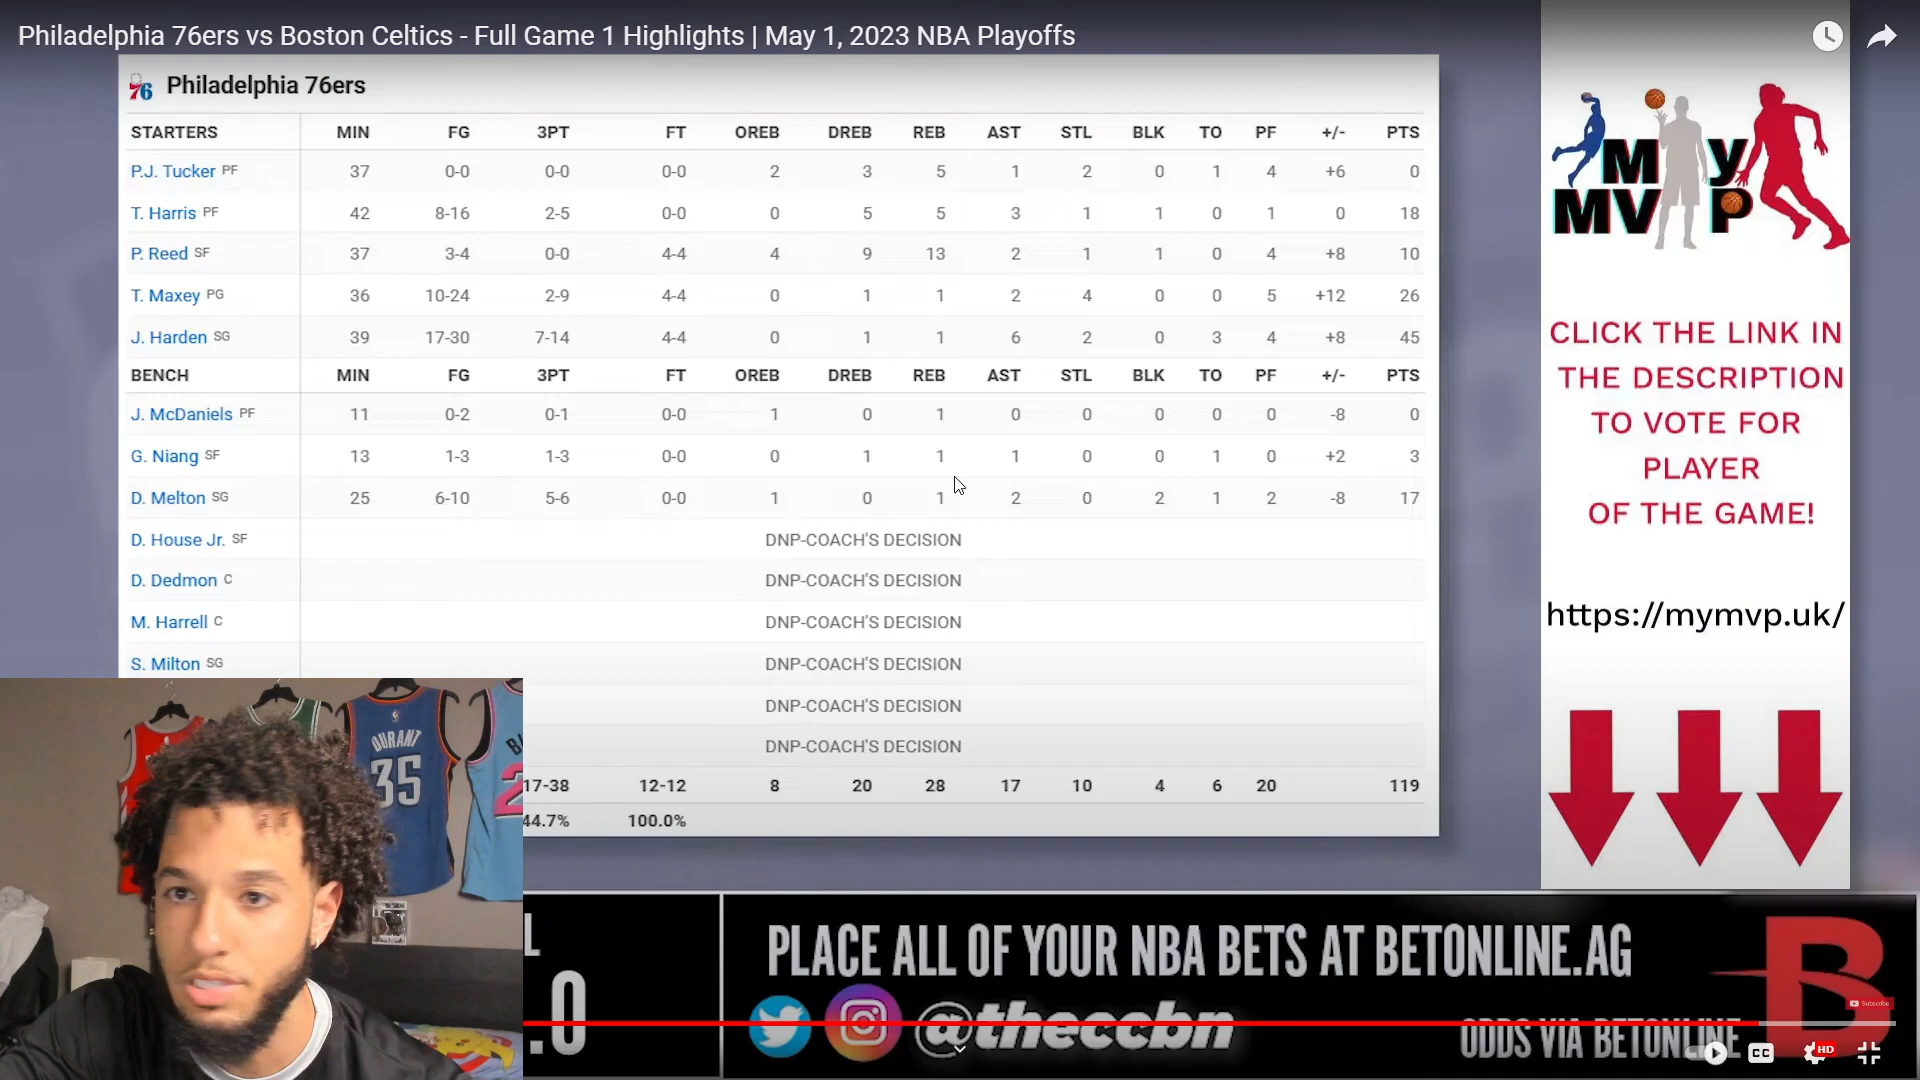 Philadelphia 76ers vs Boston Celtics - Full Game 1 Highlights | May 1, 2023 NBA Playoffs
76 Philadelphia 76ers
STARTERS MIN FG 3PT FT OREB DREB REB AST STL BLK TO PF +/- PTS
P.J. Tucker PF 37 0-0 0-0 0-0 2 3 5 1 2 0 1 4 +6 0
T. Harris PF 42 8-16 2-5 0-0 0 5 5 3 1 1 0 1 0 18
P. Reed SF 37 3-4 0-0 4-4 4 9 13 2 1 1 0 4 +8 10
T. Maxey PG 36 10-24 2-9 4-4 0 1 1 2 4 0 0 5 +12 26
J. Harden SG 39 17-30 7-14 4-4 0 1 1 6 2 0 3 4 +8 45
BENCH MIN FG 3PT FT OREB DREB REB AST STL BLK TO PF +/- PTS
J. McDaniels PF 11 0-2 0-1 0-0 1 0 1 0 0 0 0 0 -8 0
G. Niang SF 13 1-3 1-3 0-0 0 1 1 1 0 0 1 0 +2 3
D. Melton SG 25 6-10 5-6 0-0 1 0 1 2 0 2 1 2 -8 17
D. House Jr. SF DNP-COACH'S DECISION
D. Dedmon C DNP-COACH'S DECISION
M. Harrell C DNP-COACH'S DECISION
S. Milton SG DNP-COACH'S DECISION
DNP-COACH'S DECISION
DNP-COACH'S DECISION
17-38 12-12 8 20 28 17 10 4 6 20 119
44.7% 100.0%
My
MVP
CLICK THE LINK IN
THE DESCRIPTION
TO VOTE FOR
PLAYER
OF THE GAME!
https://mymvp.uk/
DURANT
35
L
.0
PLACE ALL OF YOUR NBA BETS AT BETONLINE.AG
@theccbn
ODDS VIA BETONLINE
B
Subscribe
CC
HD